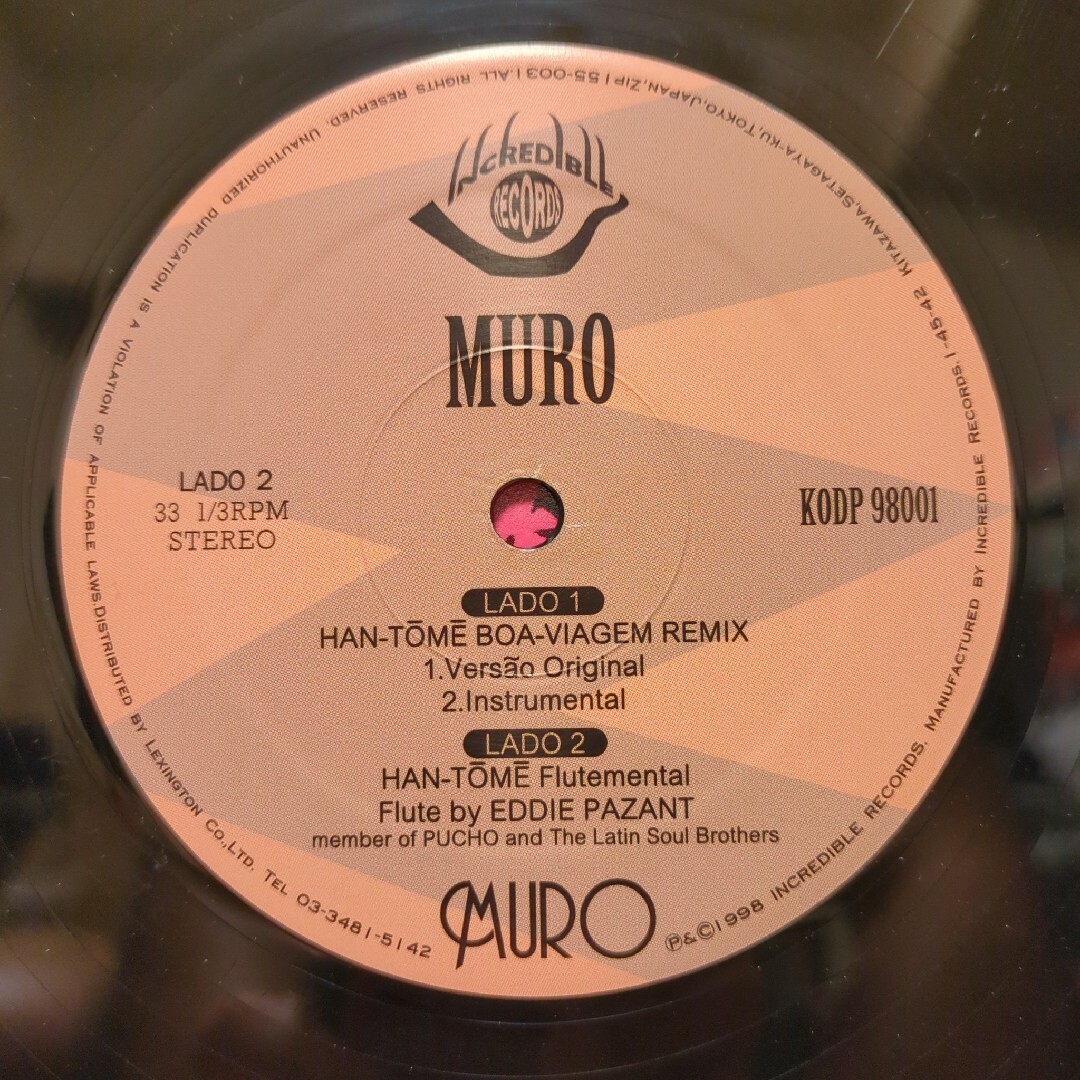 INCREDIBLE
RECORDS
MURO
LADO 2
33 1/3RPM
STEREO
KODP 98001
LADO 1
HAN-TŌMĒ BOA-VIAGEM REMIX
1.Versão Original
2.Instrumental
LADO 2
HAN-TŌMĒ Flutemental
Flute by EDDIE PAZANT
member of PUCHO and The Latin Soul Brothers
MURO
℗&©1998 INCREDIBLE RECORDS. MANUFACTURED BY INCREDIBLE RECORDS. 1-45-42 KITAZAWA,SETAGAYA-KU,TOKYO,JAPAN,ZIP155-0031.ALL RIGHTS RESERVED. UNAUTHORIZED DUPLICATION IS A VIOLATION OF APPLICABLE LAWS.DISTRIBUTED BY LEXINGTON CO.,LTD. TEL 03-3481-5142